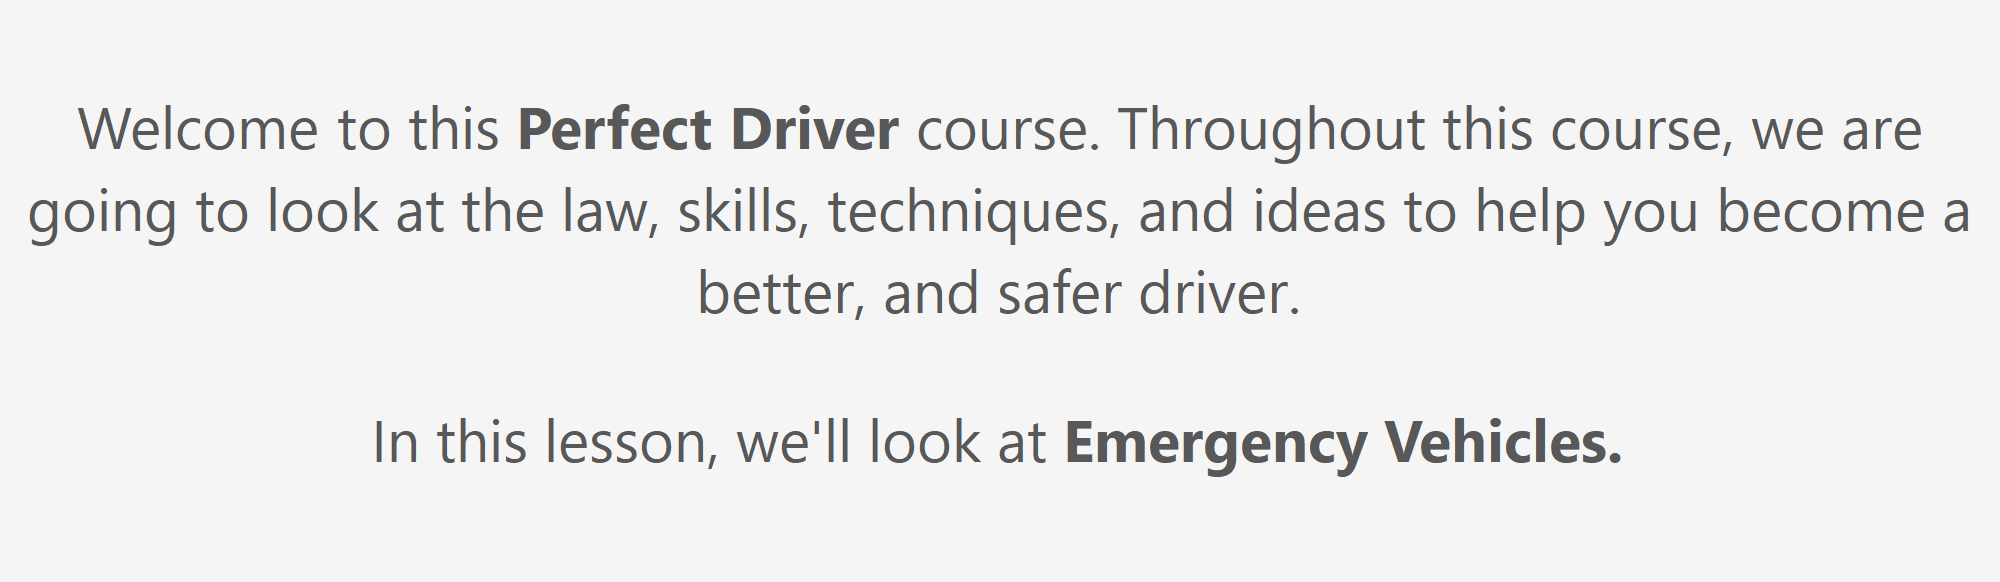 Welcome to this Perfect Driver course. Throughout this course, we are
going to look at the law, skills, techniques, and ideas to help you become a
better, and safer driver.
In this lesson, we'll look at Emergency Vehicles.